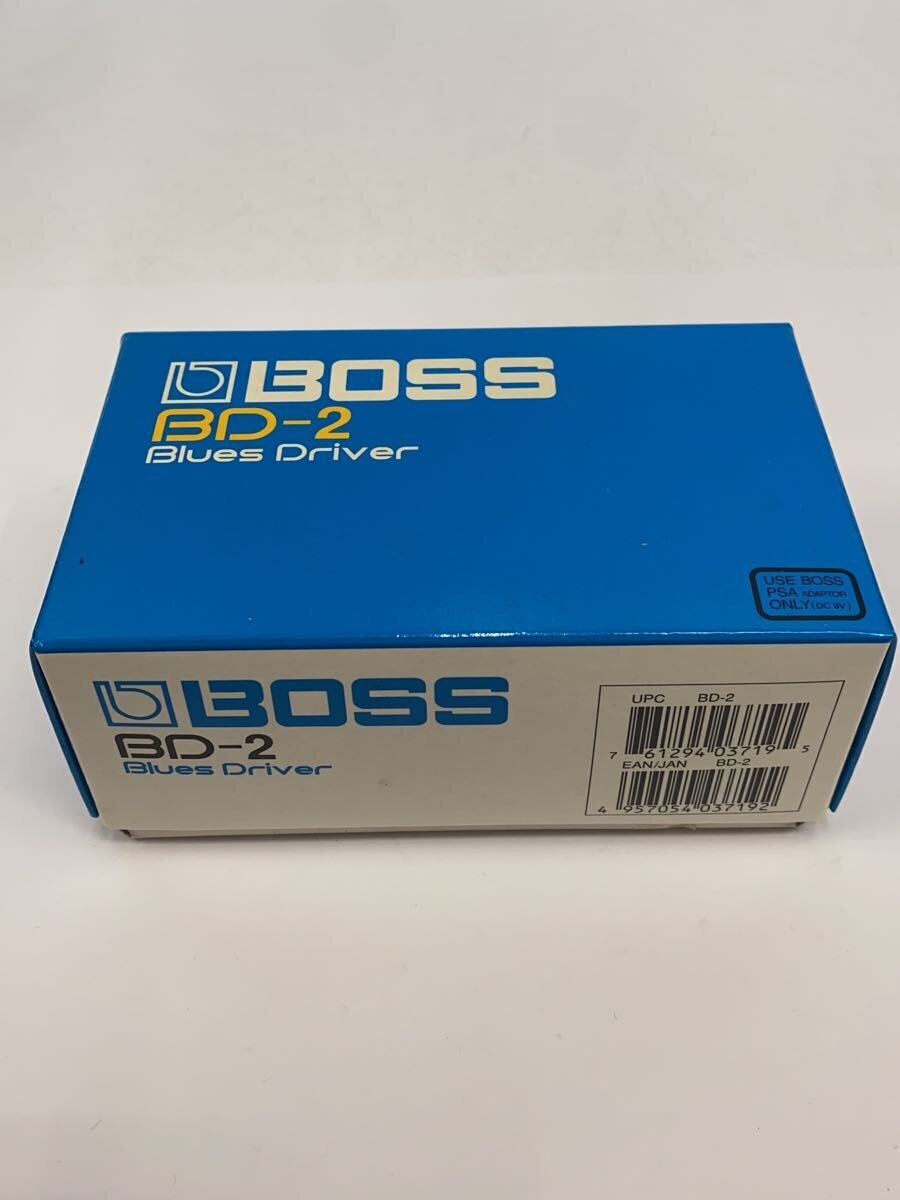 BOSS
BD-2
Blues Driver
USE BOSS
PSA ADAPTOR
ONLY (DC 9V)
BOSS
BD-2
Blues Driver
UPC BD-2
7 61294 03719 5
EAN/JAN BD-2
4 957054 037192